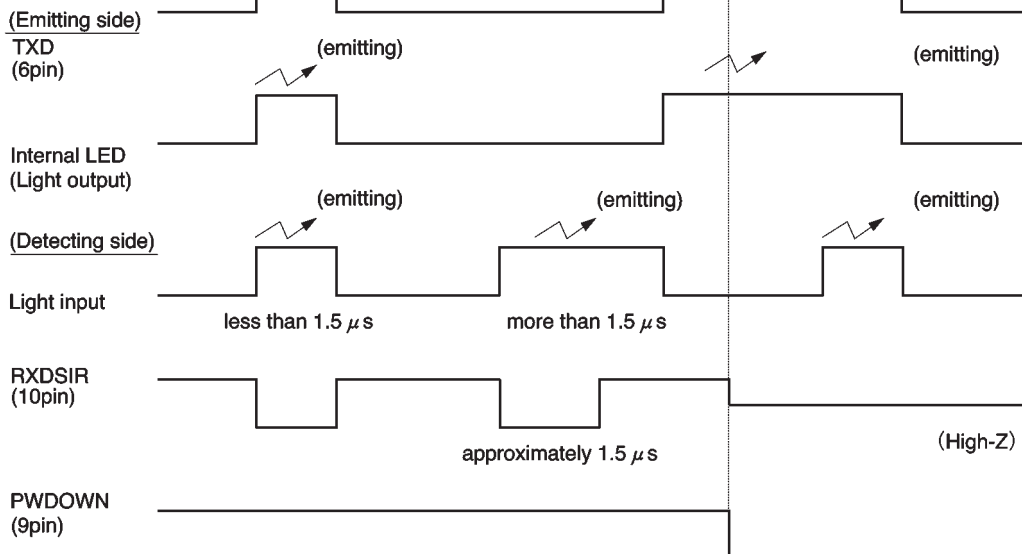 (Emitting side)
TXD
(6pin)
(emitting)
(emitting)
Internal LED
(Light output)
(emitting)
(emitting)
(emitting)
(Detecting side)
Light input
less than 1.5 μs
more than 1.5 μs
RXDSIR
(10pin)
approximately 1.5 μs
(High-Z)
PWDOWN
(9pin)